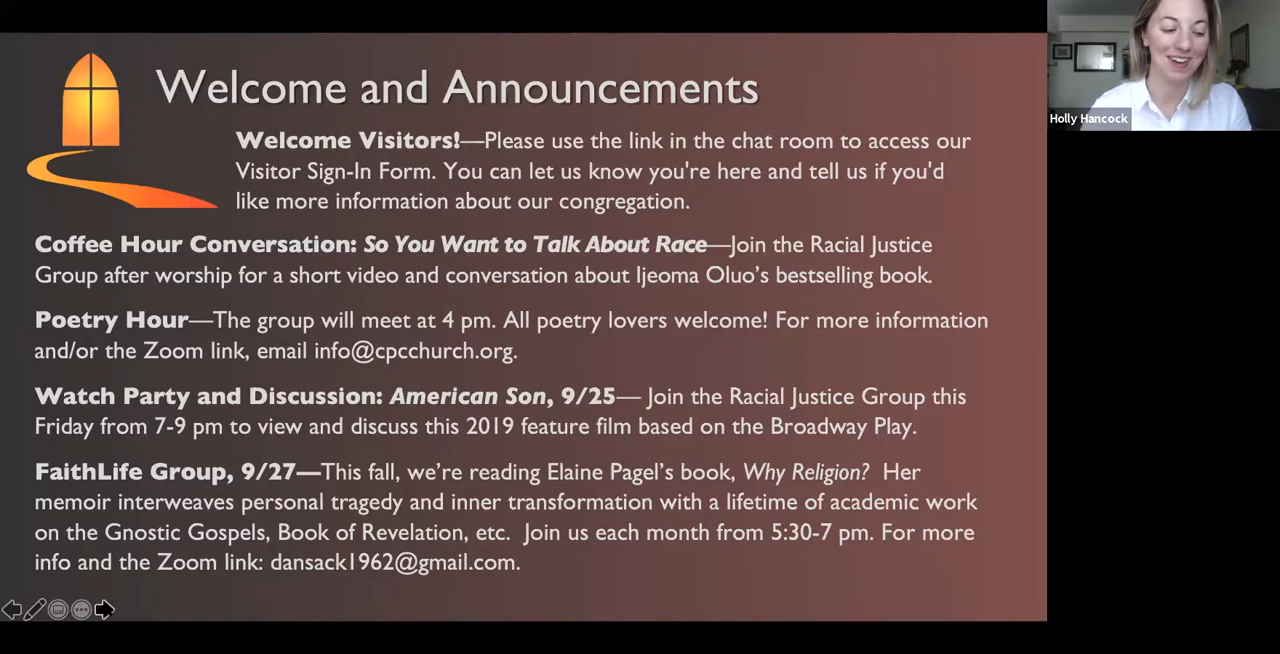 Welcome and Announcements
Holly Hancock
Welcome Visitors!—Please use the link in the chat room to access our
Visitor Sign-In Form. You can let us know you're here and tell us if you'd
like more information about our congregation.
Coffee Hour Conversation: So You Want to Talk About Race—Join the Racial Justice
Group after worship for a short video and conversation about Ijeoma Oluo’s bestselling book.
Poetry Hour—The group will meet at 4 pm. All poetry lovers welcome! For more information
and/or the Zoom link, email info@cpcchurch.org.
Watch Party and Discussion: American Son, 9/25— Join the Racial Justice Group this
Friday from 7-9 pm to view and discuss this 2019 feature film based on the Broadway Play.
FaithLife Group, 9/27—This fall, we’re reading Elaine Pagel’s book, Why Religion? Her
memoir interweaves personal tragedy and inner transformation with a lifetime of academic work
on the Gnostic Gospels, Book of Revelation, etc. Join us each month from 5:30-7 pm. For more
info and the Zoom link: dansack1962@gmail.com.